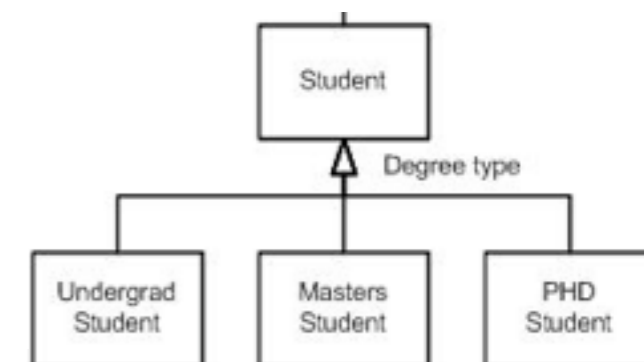 Student
Degree type
Undergrad
Student
Masters
Student
PHD
Student